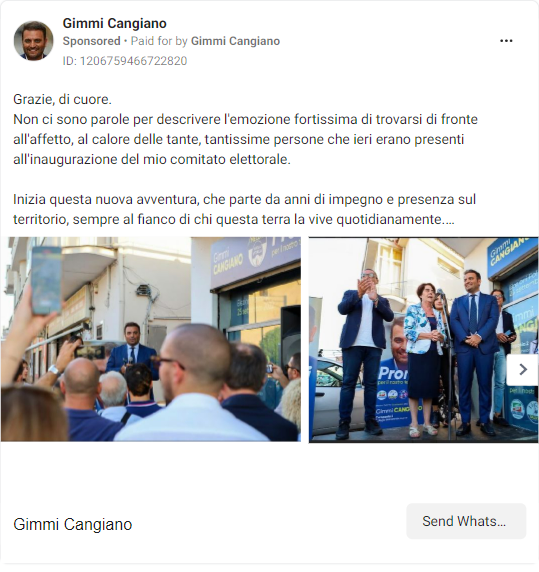 Gimmi Cangiano
Sponsored • Paid for by Gimmi Cangiano
ID: 1206759466722820
Grazie, di cuore.
Non ci sono parole per descrivere l'emozione fortissima di trovarsi di fronte
all'affetto, al calore delle tante, tantissime persone che ieri erano presenti
all'inaugurazione del mio comitato elettorale.
Inizia questa nuova avventura, che parte da anni di impegno e presenza sul
territorio, sempre al fianco di chi questa terra la vive quotidianamente....
Gimmi
CANGIANO
Gimmi
CANGIANO
Gimmi CANGIANO
Gimmi Cangiano
Send Whats...